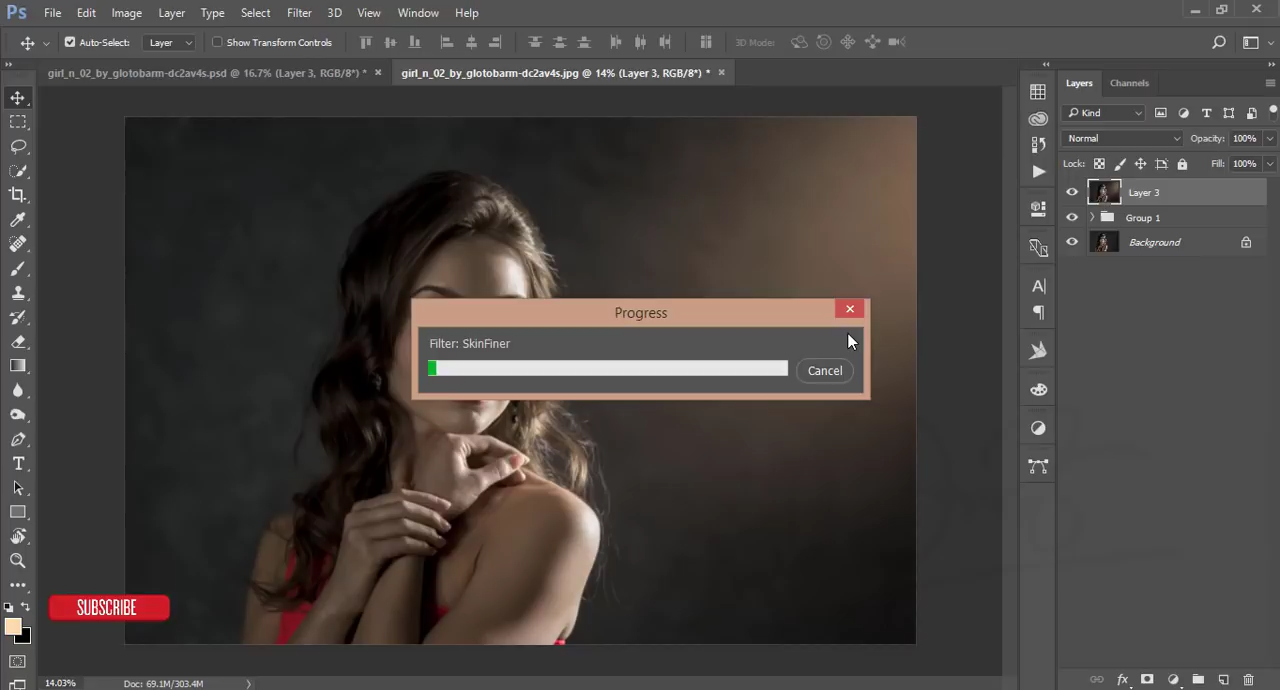 Ps File Edit Image Layer Type Select Filter 3D View Window Help
Auto-Select: Layer Show Transform Controls 3D Mode:
girl_n_02_by_glotobarm-dc2av4s.psd @ 16.7% (Layer 3, RGB/8*) * ×
girl_n_02_by_glotobarm-dc2av4s.jpg @ 14% (Layer 3, RGB/8*) * ×
Layers Channels
Kind
Normal Opacity: 100%
Lock: Fill: 100%
Layer 3
Group 1
Background
Progress
Filter: SkinFiner
Cancel
SUBSCRIBE
14.03% Doc: 69.1M/303.4M